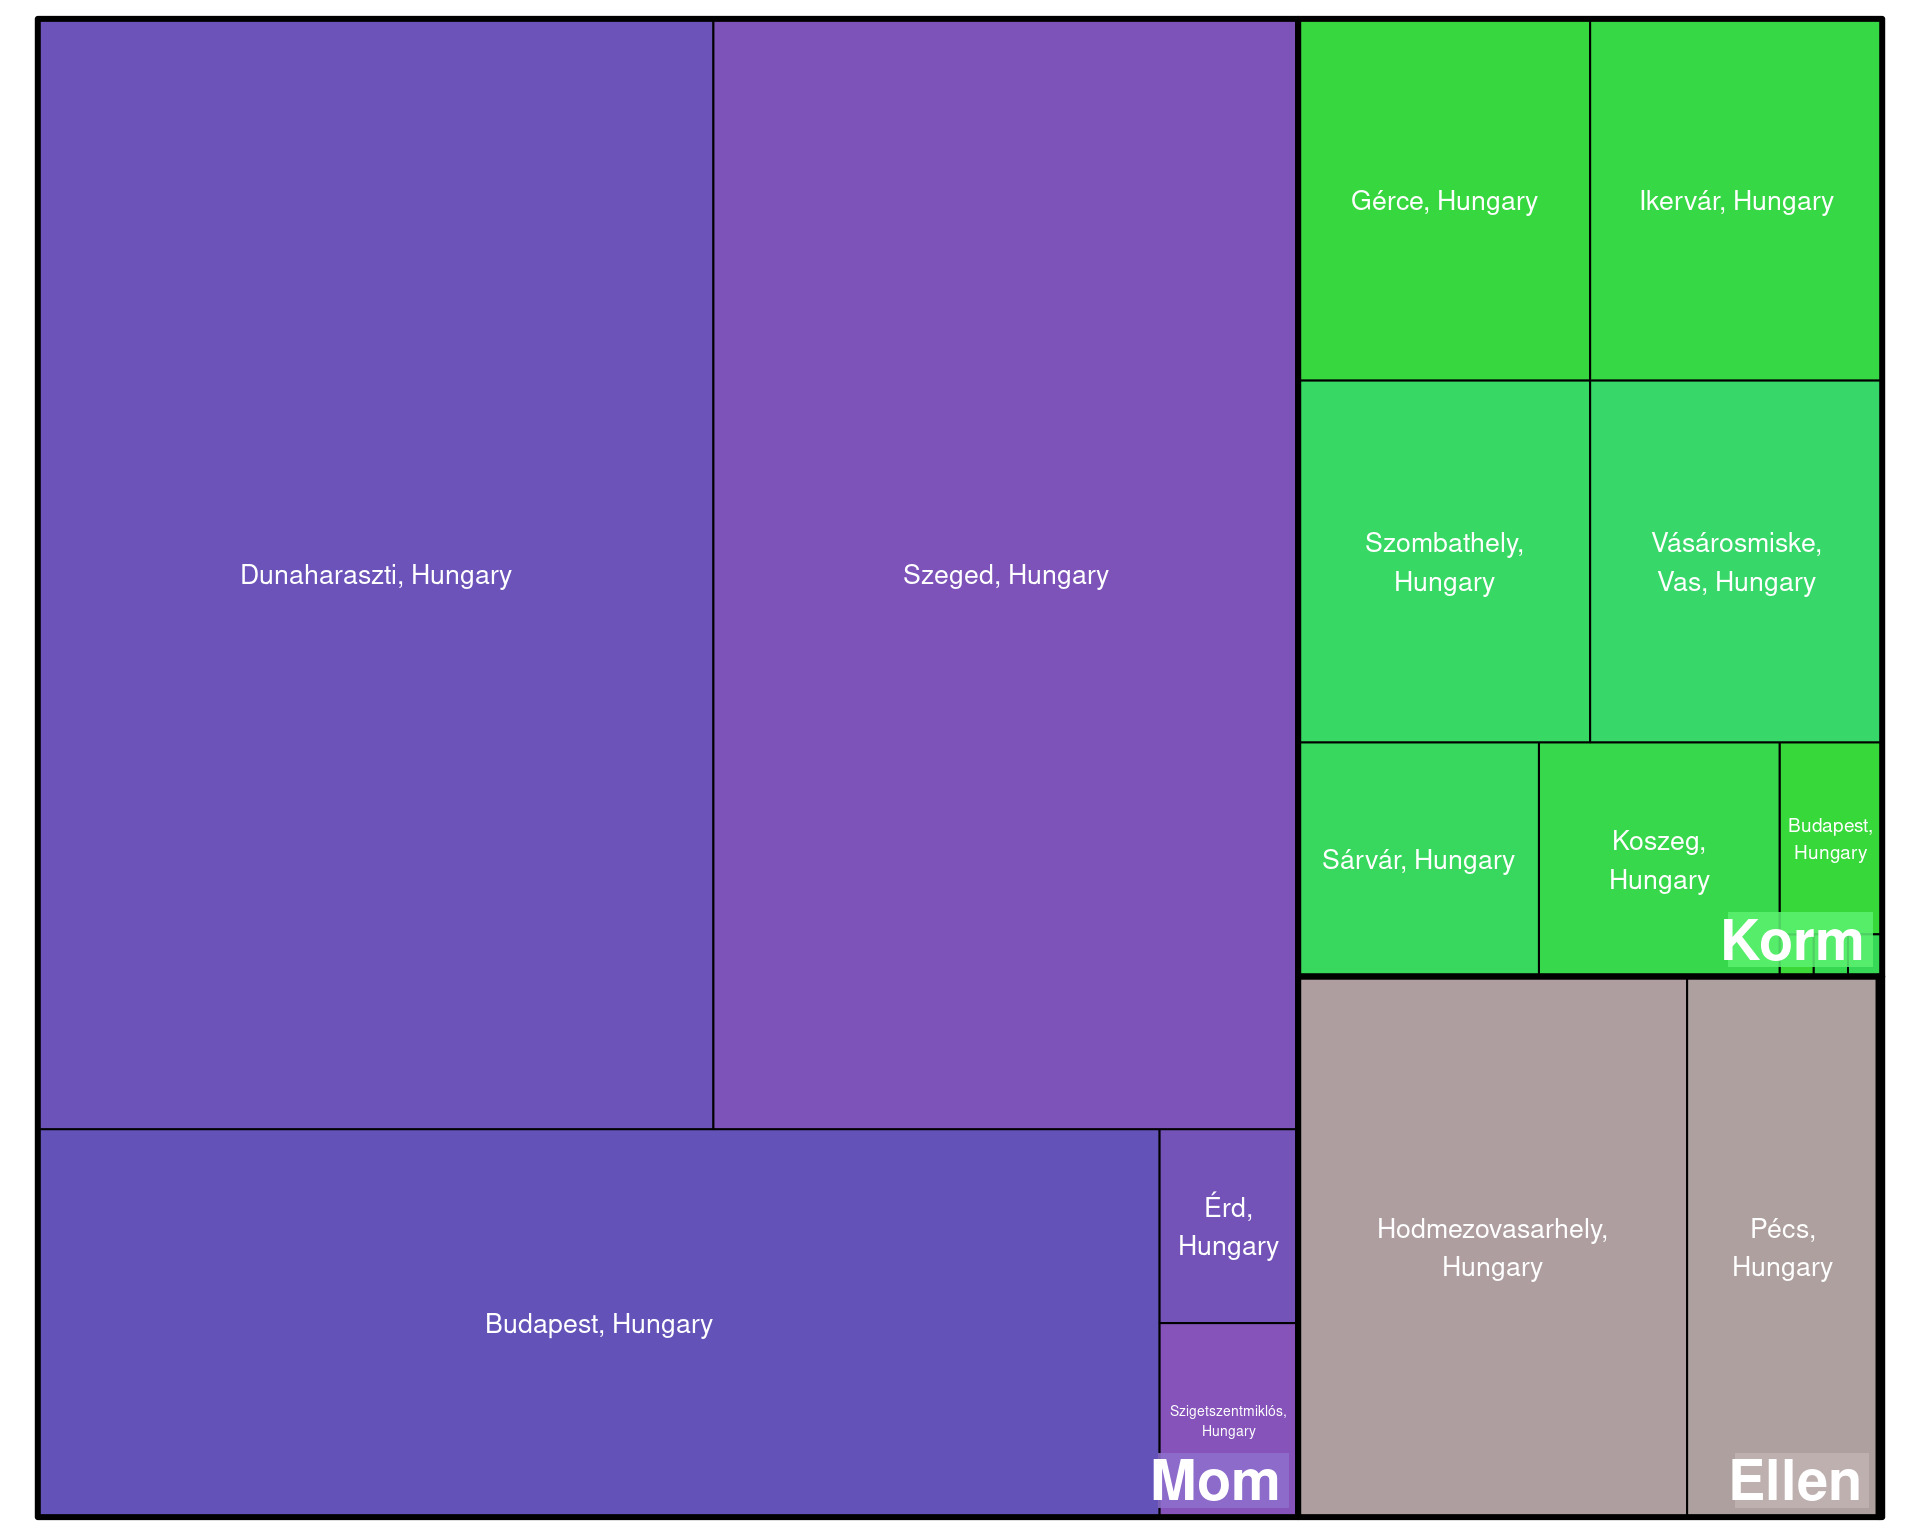 Dunaharaszti, Hungary
Szeged, Hungary
Budapest, Hungary
Érd,
Hungary
Szigetszentmiklós,
Hungary
Mom
Gérce, Hungary
Ikervár, Hungary
Szombathely,
Hungary
Vásárosmiske,
Vas, Hungary
Sárvár, Hungary
Koszeg,
Hungary
Budapest,
Hungary
Korm
Hodmezovasarhely,
Hungary
Pécs,
Hungary
Ellen